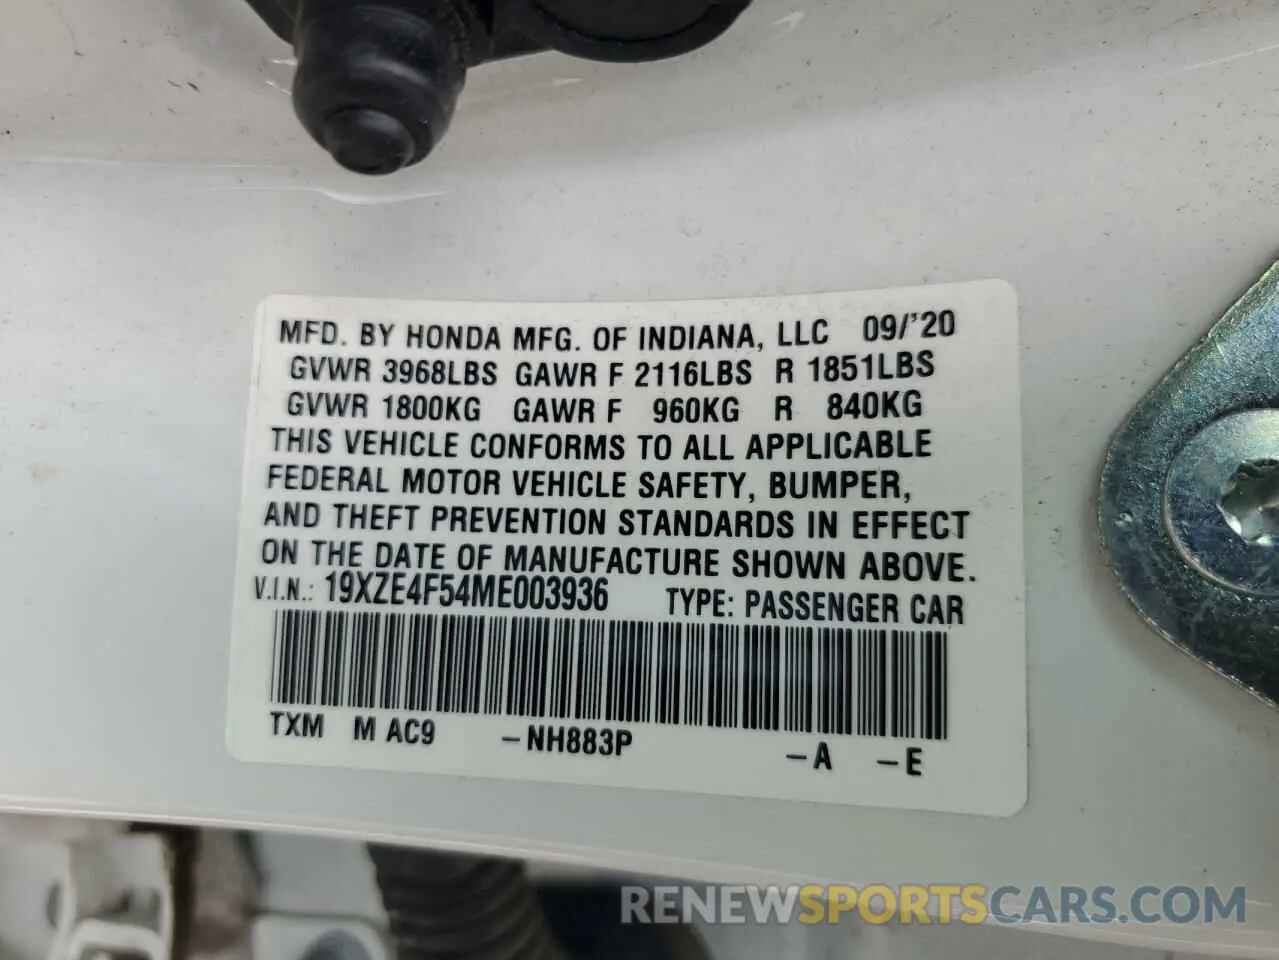 MFD. BY HONDA MFG. OF INDIANA, LLC 09/'20
GVWR 3968LBS GAWR F 2116LBS R 1851LBS
GVWR 1800KG GAWR F 960KG R 840KG
THIS VEHICLE CONFORMS TO ALL APPLICABLE
FEDERAL MOTOR VEHICLE SAFETY, BUMPER,
AND THEFT PREVENTION STANDARDS IN EFFECT
ON THE DATE OF MANUFACTURE SHOWN ABOVE.
V.I.N.: 19XZE4F54ME003936 TYPE: PASSENGER CAR
TXM M AC9 -NH883P -A -E
RENEWSPORTSCARS.COM